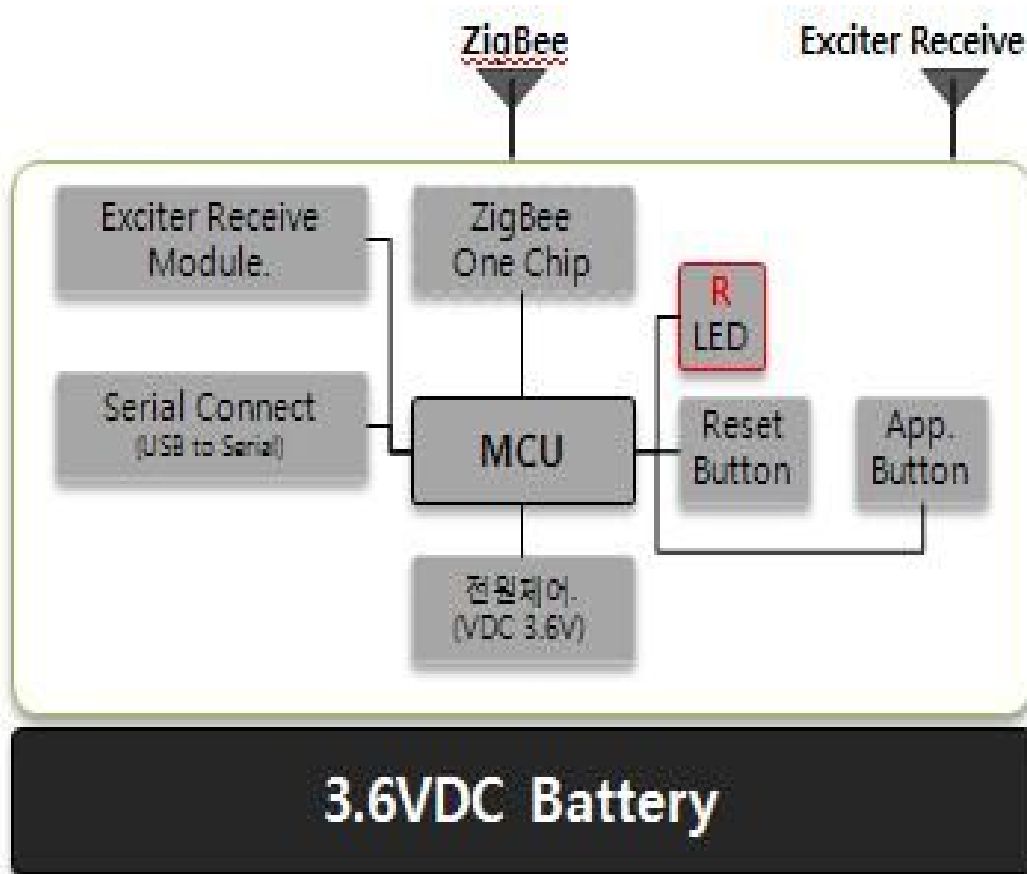 ZigBee
Exciter Receive
Exciter Receive
Module.
ZigBee
One Chip
R
LED
Serial Connect
(USB to Serial)
MCU
Reset
Button
App.
Button
전원제어.
(VDC 3.6V)
3.6VDC Battery